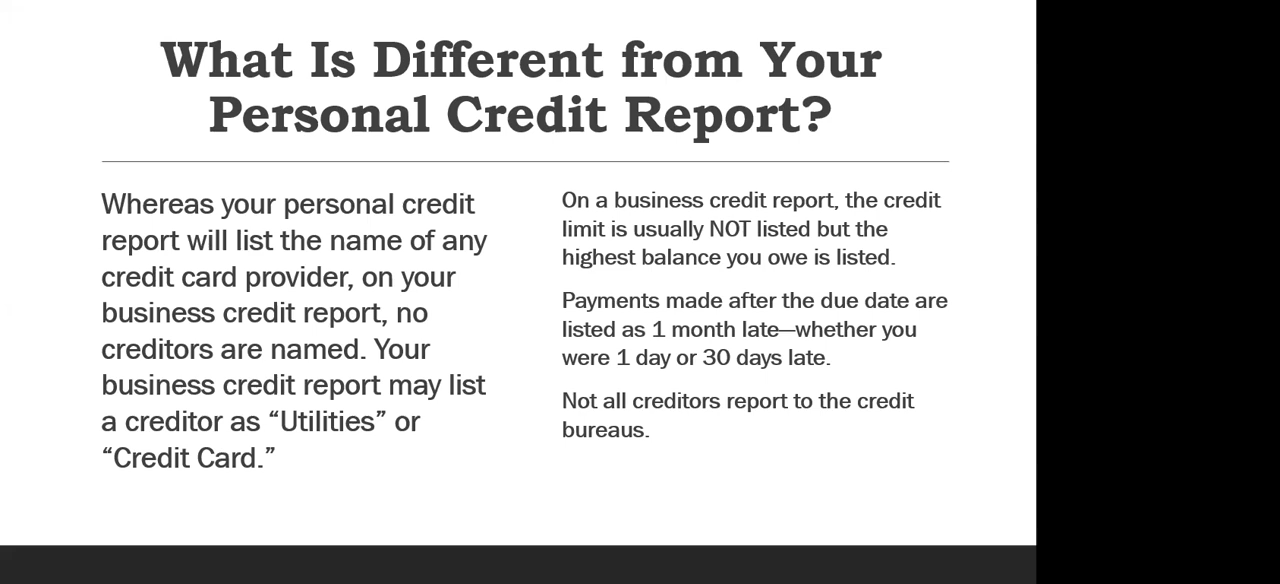 What Is Different from Your
Personal Credit Report?
Whereas your personal credit
report will list the name of any
credit card provider, on your
business credit report, no
creditors are named. Your
business credit report may list
a creditor as “Utilities” or
“Credit Card.”
On a business credit report, the credit
limit is usually NOT listed but the
highest balance you owe is listed.
Payments made after the due date are
listed as 1 month late—whether you
were 1 day or 30 days late.
Not all creditors report to the credit
bureaus.